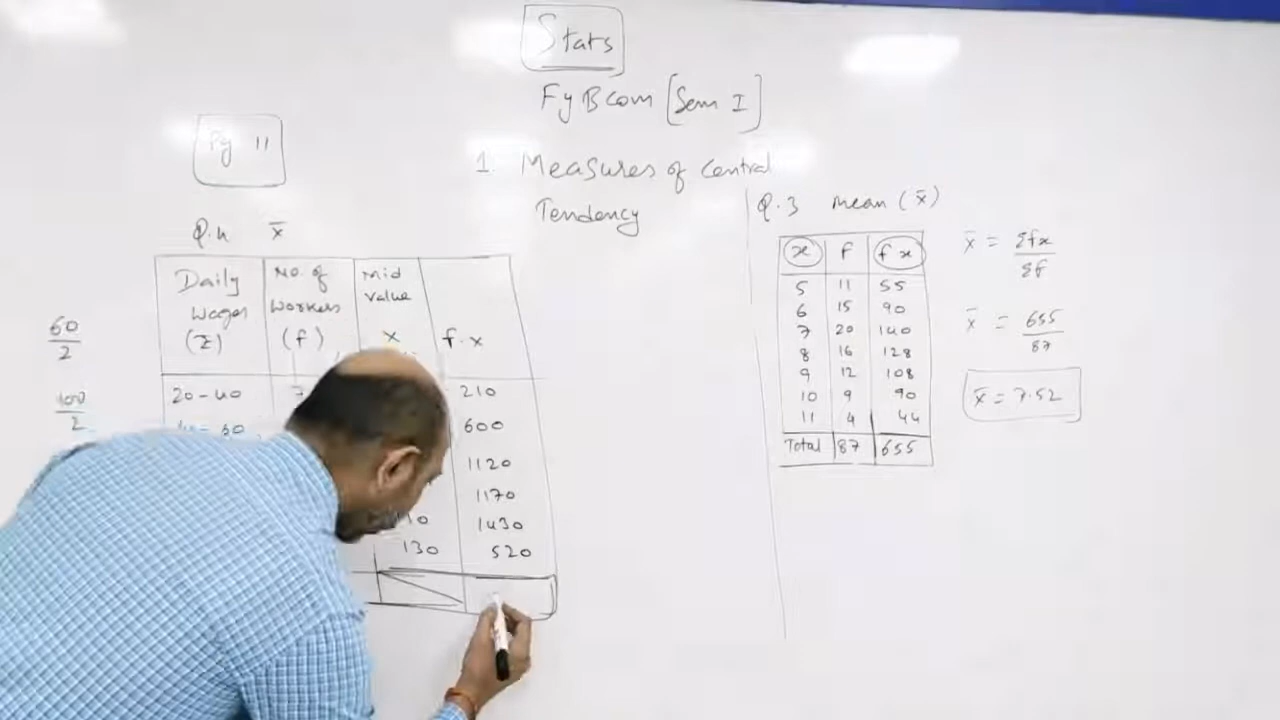 Stats
FyBcom [Sem I]
Pg 11
1. Measures of Central
Tendency
Q.4 x̄
Daily Wages (₹) | No. of Workers (f) | Mid Value x | f.x
20-40 | 7 | 210
600
1120
1170
1430
130 | 520
60/2
100/2
Q.3 Mean (x̄)
x | f | fx
5 | 11 | 55
6 | 15 | 90
7 | 20 | 140
8 | 16 | 128
9 | 12 | 108
10 | 9 | 90
11 | 4 | 44
Total | 87 | 655
x̄ = Σfx/Σf
x̄ = 655/87
x̄ = 7.52